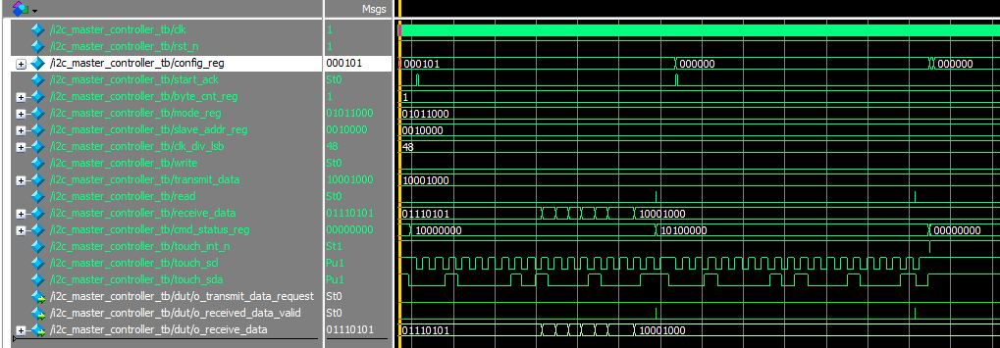 Msgs
/i2c_master_controller_tb/clk 1
/i2c_master_controller_tb/rst_n 1
/i2c_master_controller_tb/config_reg 000101 000101 000000 000000
/i2c_master_controller_tb/start_ack St0
/i2c_master_controller_tb/byte_cnt_reg 1 1
/i2c_master_controller_tb/mode_reg 01011000 01011000
/i2c_master_controller_tb/slave_addr_reg 0010000 0010000
/i2c_master_controller_tb/clk_div_lsb 48 48
/i2c_master_controller_tb/write St0
/i2c_master_controller_tb/transmit_data 10001000 10001000
/i2c_master_controller_tb/read St0
/i2c_master_controller_tb/receive_data 01110101 01110101 10001000
/i2c_master_controller_tb/cmd_status_reg 00000000 10000000 10100000 00000000
/i2c_master_controller_tb/touch_int_n St1
/i2c_master_controller_tb/touch_scl Pu1
/i2c_master_controller_tb/touch_sda Pu1
/i2c_master_controller_tb/dut/o_transmit_data_request St0
/i2c_master_controller_tb/dut/o_received_data_valid St0
/i2c_master_controller_tb/dut/o_receive_data 01110101 01110101 10001000